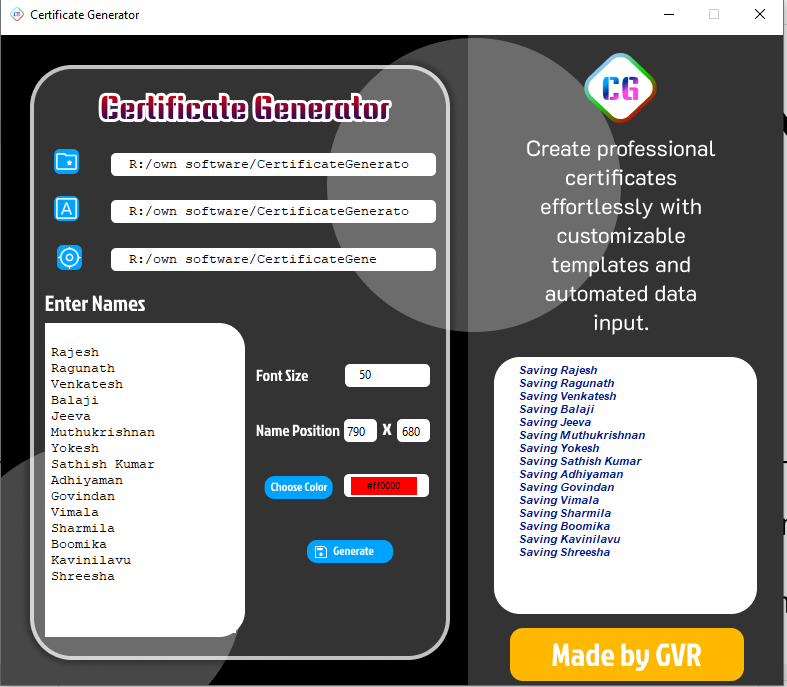 Certificate Generator
Certificate Generator
R:/own software/CertificateGenerato
R:/own software/CertificateGenerato
R:/own software/CertificateGene
Enter Names
Rajesh
Ragunath
Venkatesh
Balaji
Jeeva
Muthukrishnan
Yokesh
Sathish Kumar
Adhiyaman
Govindan
Vimala
Sharmila
Boomika
Kavinilavu
Shreesha
Font Size 50
Name Position 790 X 680
Choose Color #ff0000
Generate
CG
Create professional
certificates
effortlessly with
customizable
templates and
automated data
input.
Saving Rajesh
Saving Ragunath
Saving Venkatesh
Saving Balaji
Saving Jeeva
Saving Muthukrishnan
Saving Yokesh
Saving Sathish Kumar
Saving Adhiyaman
Saving Govindan
Saving Vimala
Saving Sharmila
Saving Boomika
Saving Kavinilavu
Saving Shreesha
Made by GVR